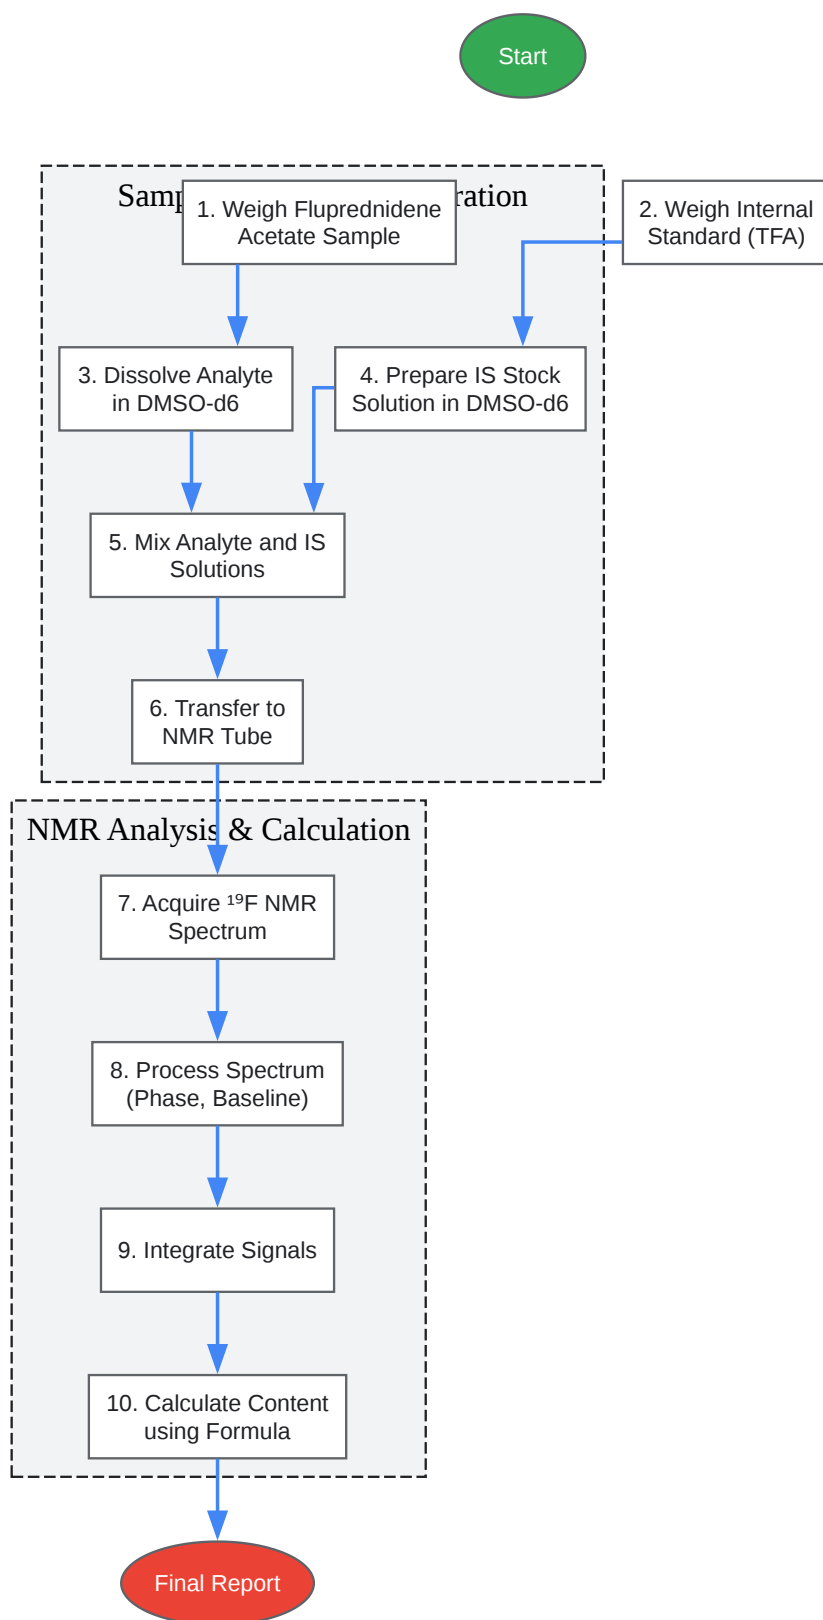 Start
Samp ration
1. Weigh Fluprednidene
Acetate Sample
2. Weigh Internal
Standard (TFA)
3. Dissolve Analyte
in DMSO-d6
4. Prepare IS Stock
Solution in DMSO-d6
5. Mix Analyte and IS
Solutions
6. Transfer to
NMR Tube
NMR Analysis & Calculation
7. Acquire ¹⁹F NMR
Spectrum
8. Process Spectrum
(Phase, Baseline)
9. Integrate Signals
10. Calculate Content
using Formula
Final Report